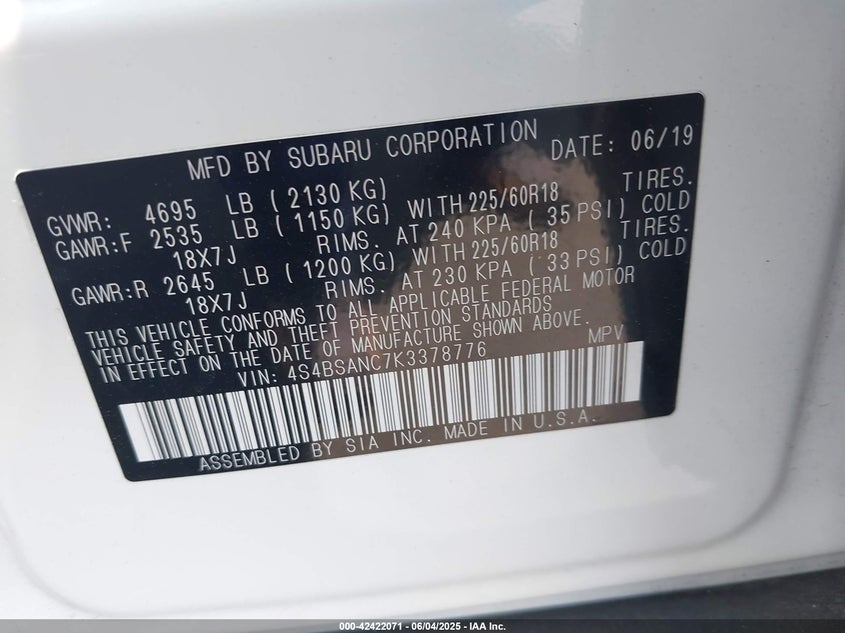 MFD BY SUBARU CORPORATION DATE: 06/19
GVWR: 4695 LB (2130 KG)
GAWR:F 2535 LB (1150 KG) WITH 225/60R18 TIRES.
18X7J RIMS. AT 240 KPA (35 PSI) COLD
GAWR:R 2645 LB (1200 KG) WITH 225/60R18 TIRES.
18X7J RIMS. AT 230 KPA (33 PSI) COLD
THIS VEHICLE CONFORMS TO ALL APPLICABLE FEDERAL MOTOR
VEHICLE SAFETY AND THEFT PREVENTION STANDARDS
IN EFFECT ON THE DATE OF MANUFACTURE SHOWN ABOVE.
VIN: 4S4BSANC7K3378776 MPV
ASSEMBLED BY SIA INC. MADE IN U.S.A.
000-42422071 - 06/04/2025 - IAA Inc.